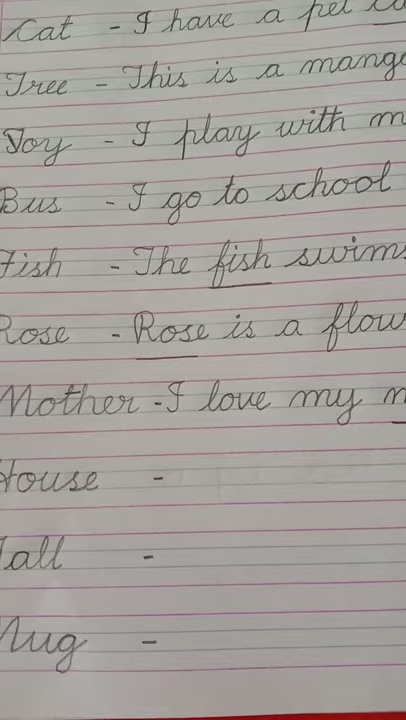 Cat - I have a pet
Tree - This is a
Toy - I play with
Bus - I go to school
Fish - The fish
Rose - Rose is a
Mother - I love my
House -
-
-